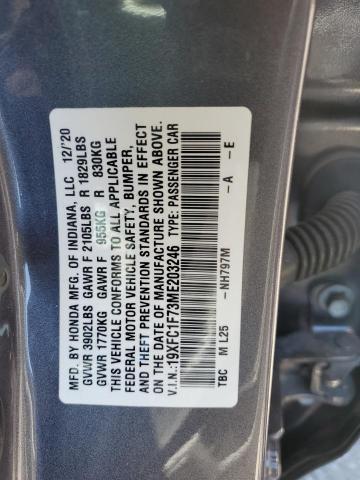 MFD. BY HONDA MFG. OF INDIANA, LLC 12/'20
GVWR 3902LBS GAWR F 2105LBS R 1829LBS
GVWR 1770KG GAWR F 955KG R 830KG
THIS VEHICLE CONFORMS TO ALL APPLICABLE
FEDERAL MOTOR VEHICLE SAFETY, BUMPER,
AND THEFT PREVENTION STANDARDS IN EFFECT
ON THE DATE OF MANUFACTURE SHOWN ABOVE.
V.I.N.:19XFC1F73ME203246 TYPE: PASSENGER CAR
TBC M L25 -NH797M -A -E